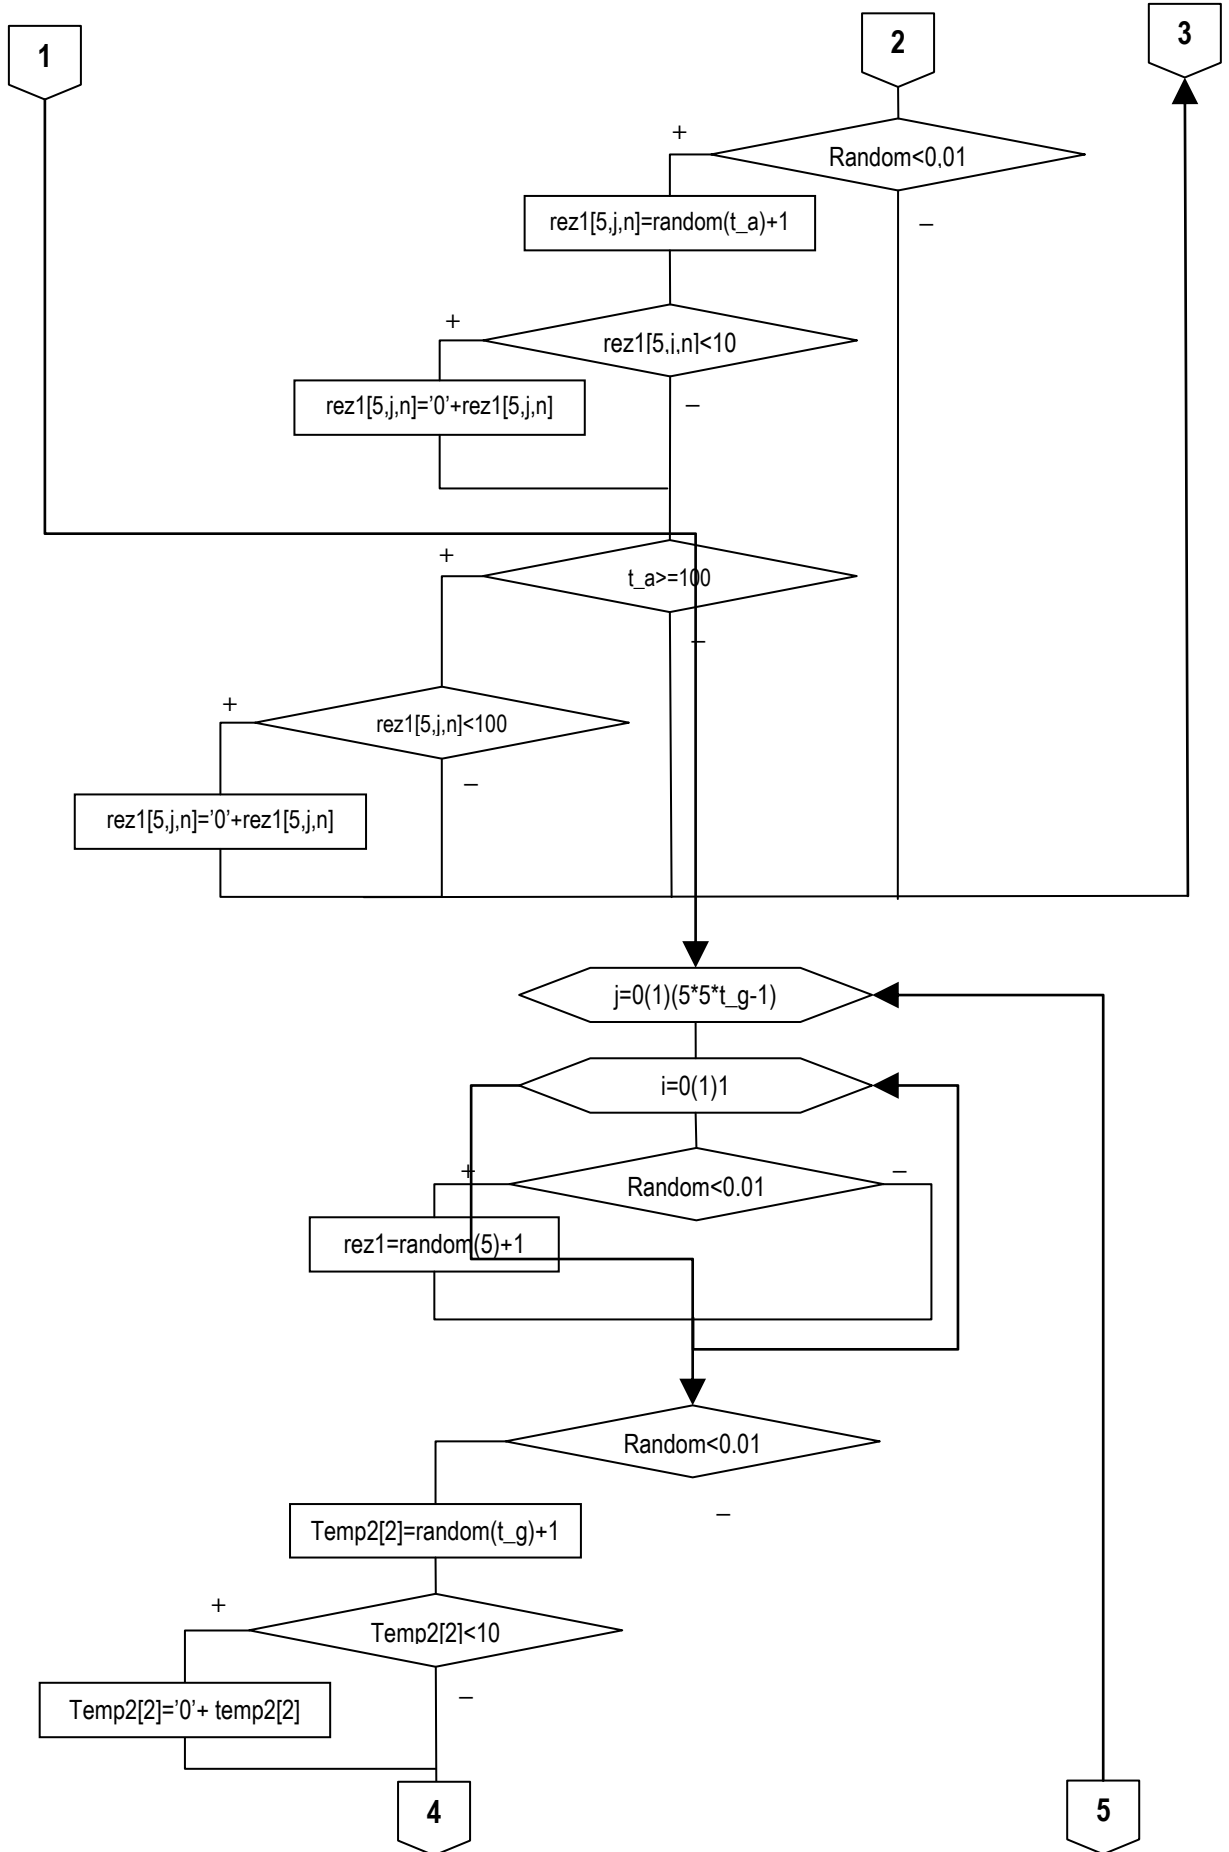 1
2
3
+
Random<0,01
rez1[5,j,n]=random(t_a)+1
–
+
rez1[5,j,n]<10
rez1[5,j,n]='0'+rez1[5,j,n]
–
+
t_a>=100
–
+
rez1[5,j,n]<100
–
rez1[5,j,n]='0'+rez1[5,j,n]
j=0(1)(5*5*t_g-1)
i=0(1)1
+
–
Random<0.01
rez1=random(5)+1
Random<0.01
–
Temp2[2]=random(t_g)+1
+
Temp2[2]<10
–
Temp2[2]='0'+ temp2[2]
4
5